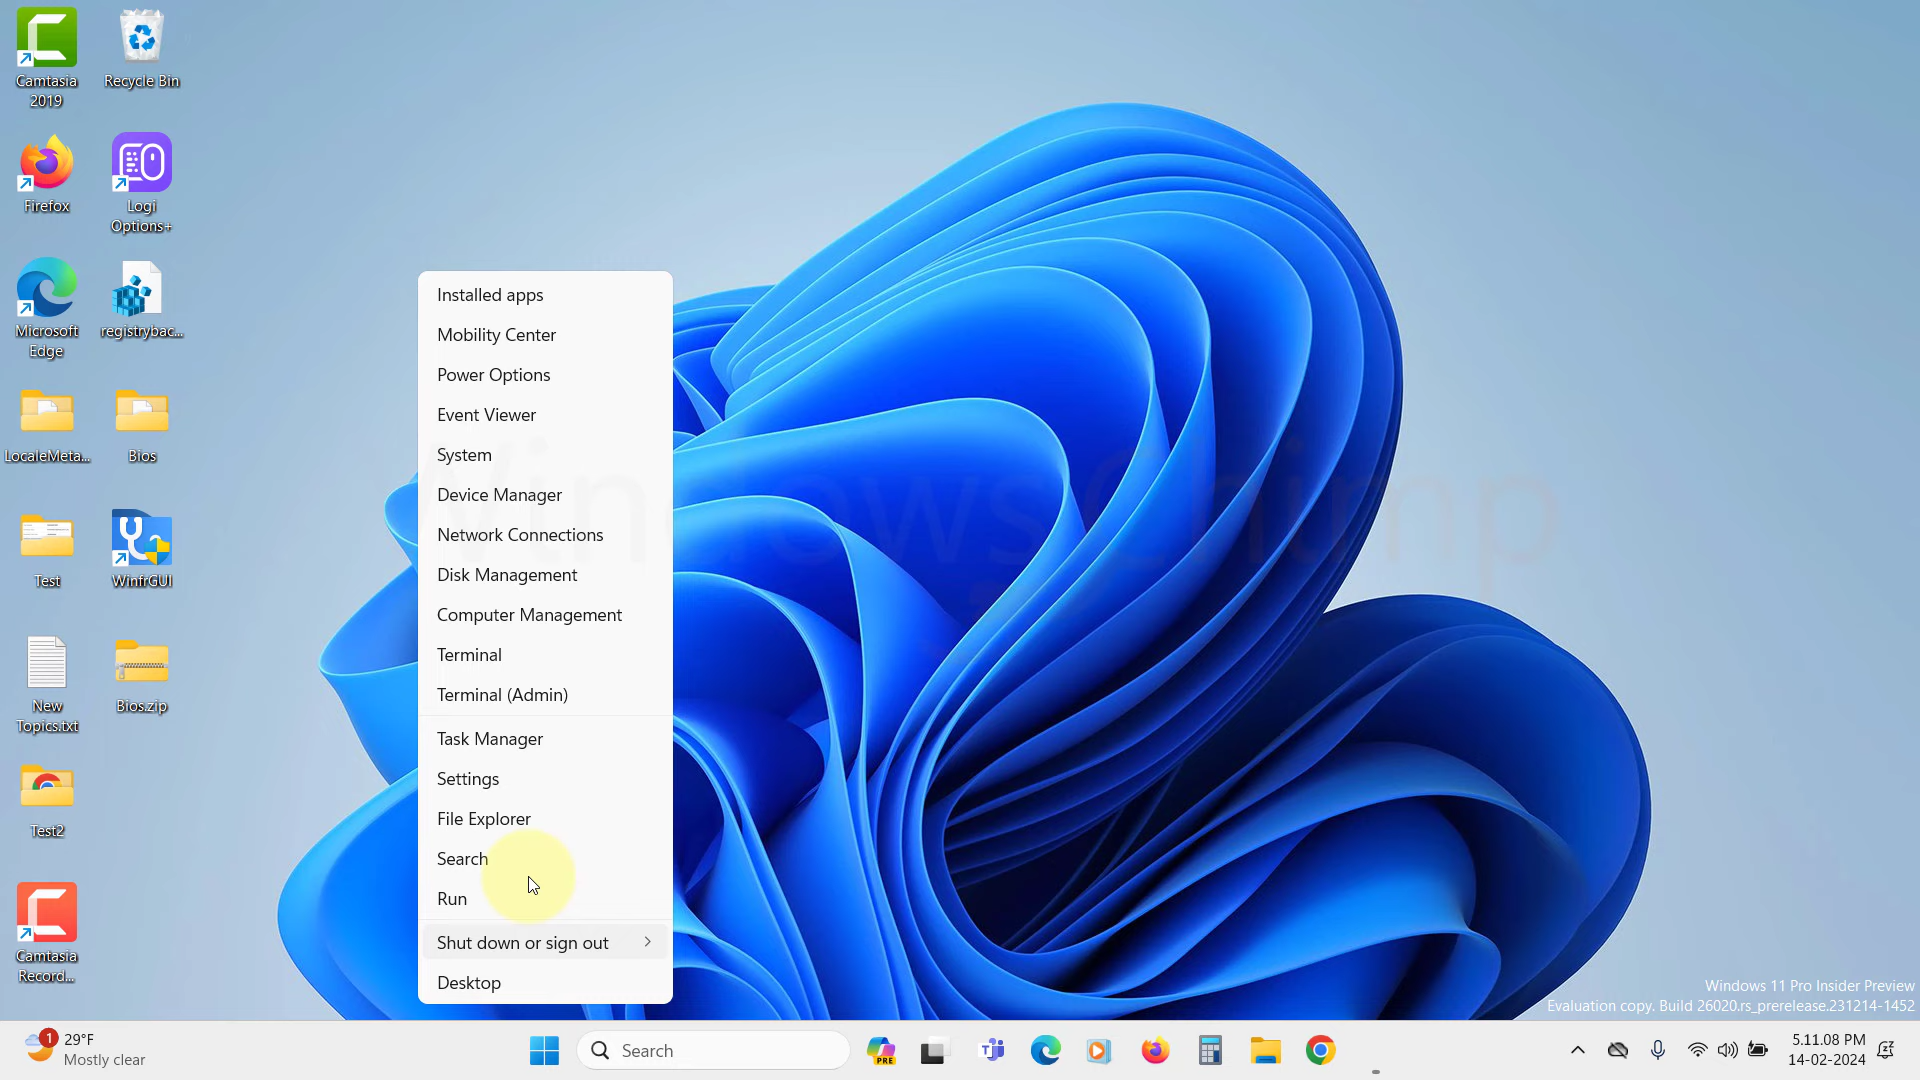 Camtasia
2019
Recycle Bin
Firefox
Logi
Options+
Microsoft
Edge
registrybac...
LocaleMeta...
Bios
Test
WinfrGUI
New
Topics.txt
Bios.zip
Test2
Camtasia
Record...
Installed apps
Mobility Center
Power Options
Event Viewer
System
Device Manager
Network Connections
Disk Management
Computer Management
Terminal
Terminal (Admin)
Task Manager
Settings
File Explorer
Search
Run
Shut down or sign out
Desktop
WindowsChimp
Windows 11 Pro Insider Preview
Evaluation copy. Build 26020.rs_prerelease.231214-1452
1
29°F
Mostly clear
Search
PRE
5.11.08 PM
14-02-2024